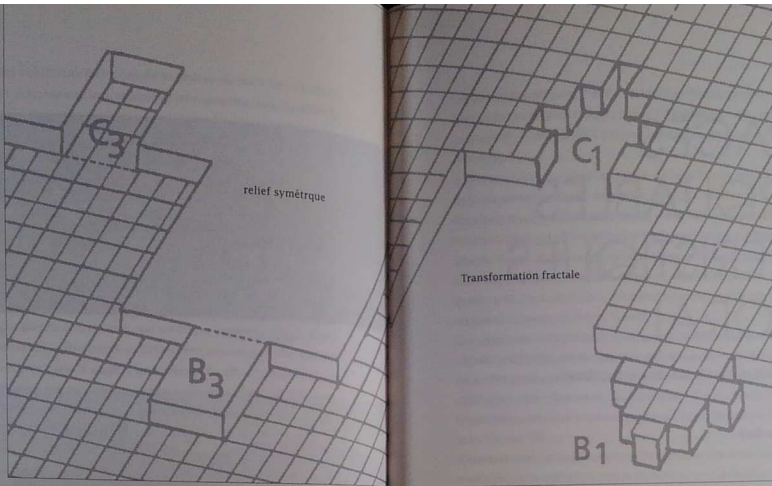 C3
relief symétrque
B3
C1
Transformation fractale
B1